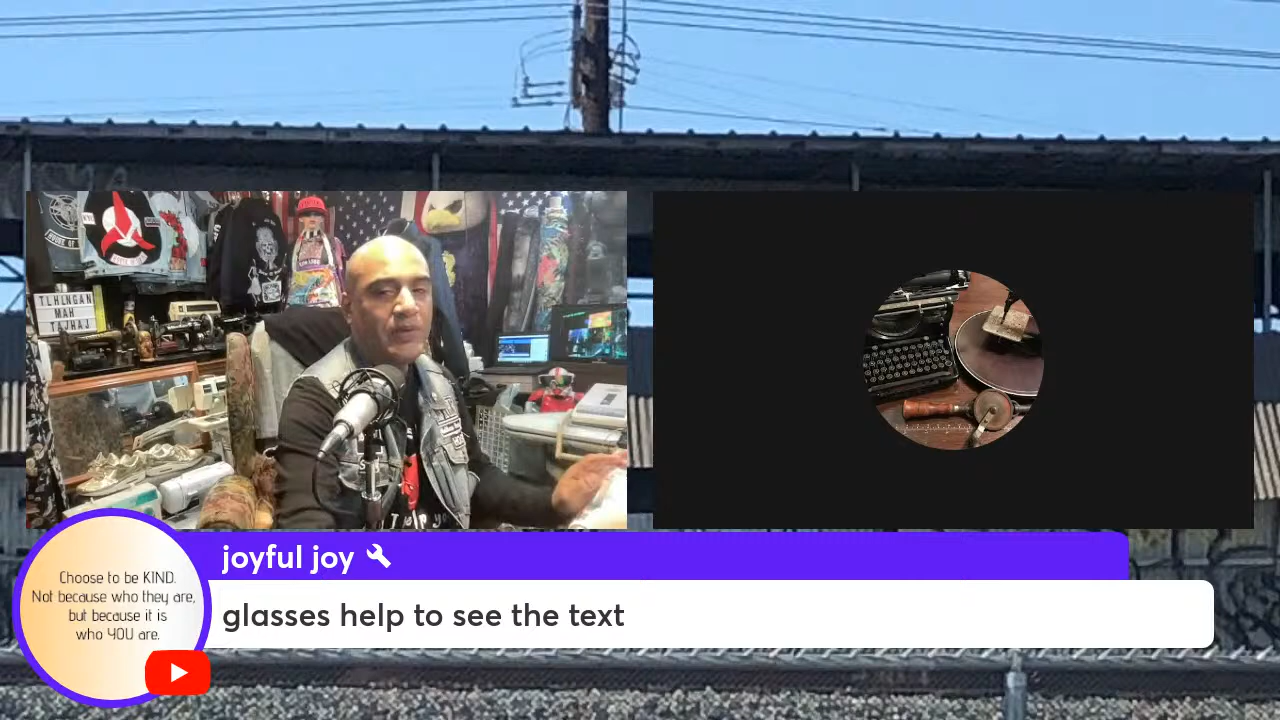 TLHINGAN
MAH
TAJHAJ
joyful joy
glasses help to see the text
Choose to be KIND.
Not because who they are,
but because it is
who YOU are.